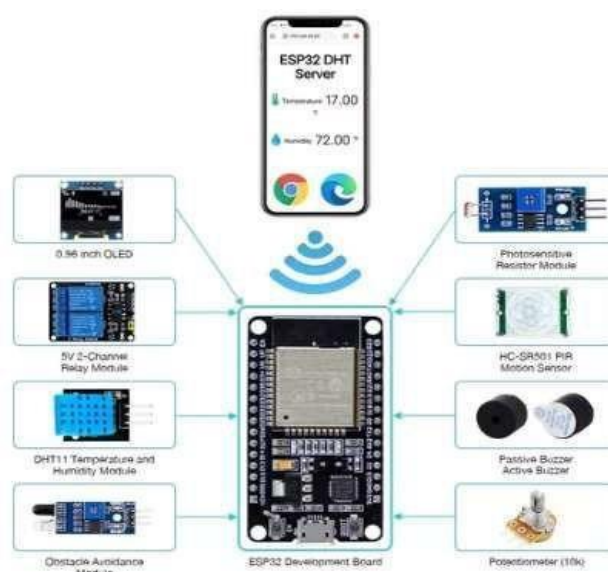 ESP32 DHT
Server
Temperature 17.00
Humidity 72.00
0.96 inch OLED
Photosensitive
Resistor Module
5V 2-Channel
Relay Module
HC-SR501 PIR
Motion Sensor
DHT11 Temperature and
Humidity Module
Passive Buzzer
Active Buzzer
Obstacle Avoidance
Module
ESP32 Development Board
Potentiometer (10k)